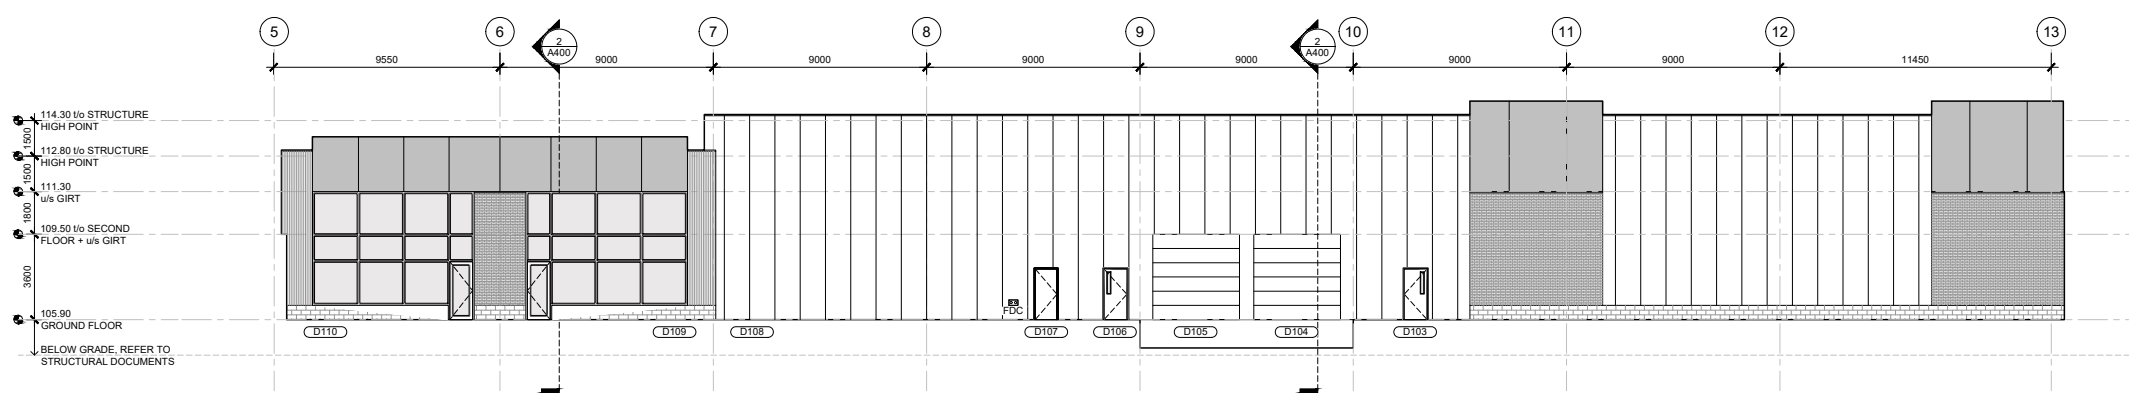 5 6 7 8 9 10 11 12 13
2
A400
2
A400
9550 9000 9000 9000 9000 9000 9000 11450
114.30 t/o STRUCTURE
HIGH POINT
1500
112.80 t/o STRUCTURE
HIGH POINT
1500
111.30
u/s GIRT
1800
109.50 t/o SECOND
FLOOR + u/s GIRT
3600
FDC
105.90
GROUND FLOOR
D110 D109 D108 D107 D106 D105 D104 D103
BELOW GRADE, REFER TO
STRUCTURAL DOCUMENTS